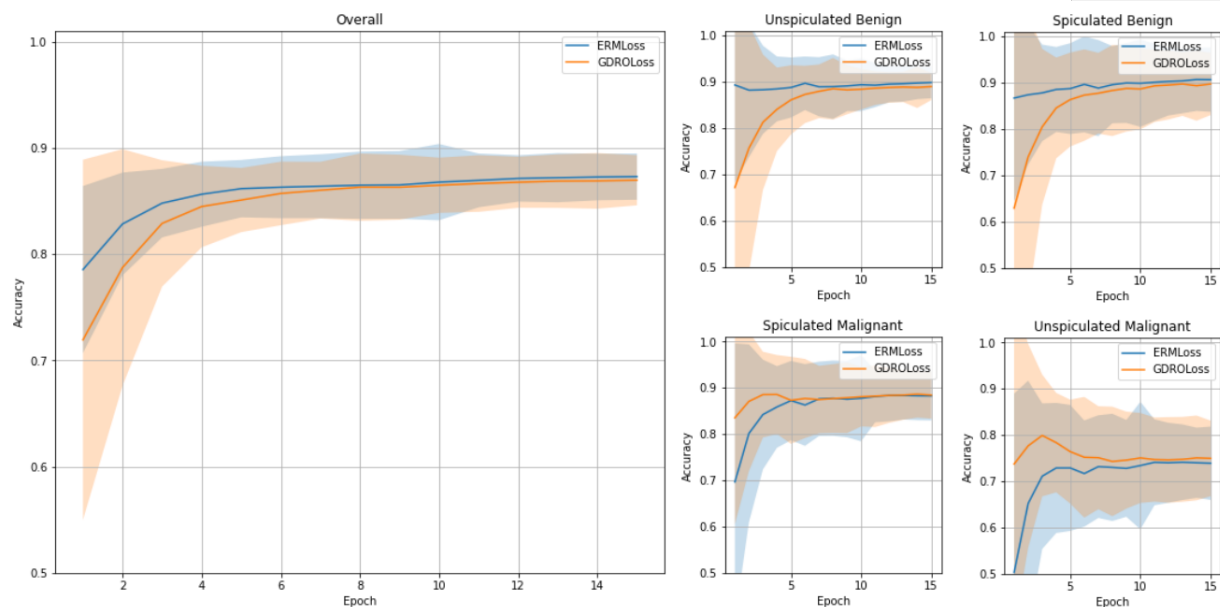 Overall
ERMLoss
GDROLoss
Accuracy
1.0
0.9
0.8
0.7
0.6
0.5
2
4
6
8
10
12
14
Epoch
Unspiculated Benign
ERMLoss
GDROLoss
Accuracy
1.0
0.9
0.8
0.7
0.6
0.5
5
10
15
Epoch
Spiculated Benign
ERMLoss
GDROLoss
Accuracy
1.0
0.9
0.8
0.7
0.6
0.5
5
10
15
Epoch
Spiculated Malignant
ERMLoss
GDROLoss
Accuracy
1.0
0.9
0.8
0.7
0.6
0.5
5
10
15
Epoch
Unspiculated Malignant
ERMLoss
GDROLoss
Accuracy
1.0
0.9
0.8
0.7
0.6
0.5
5
10
15
Epoch